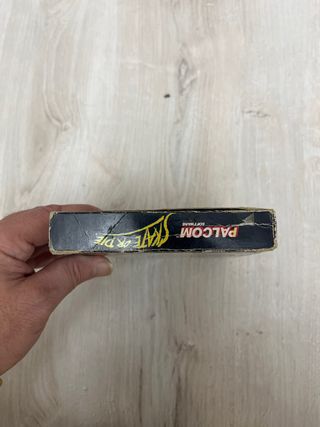 SKATE OR DIE
PALCOM
SOFTWARE